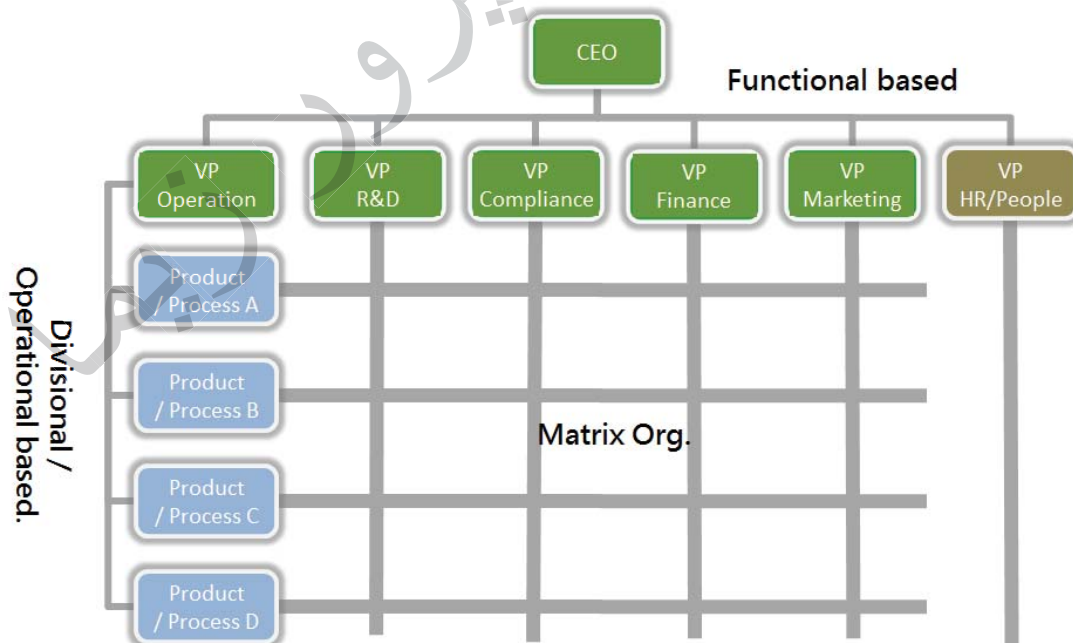 CEO
Functional based
VP
Operation
VP
R&D
VP
Compliance
VP
Finance
VP
Marketing
VP
HR/People
Divisional /
Operational based.
Product
/ Process A
Product
/ Process B
Matrix Org.
Product
/ Process C
Product
/ Process D